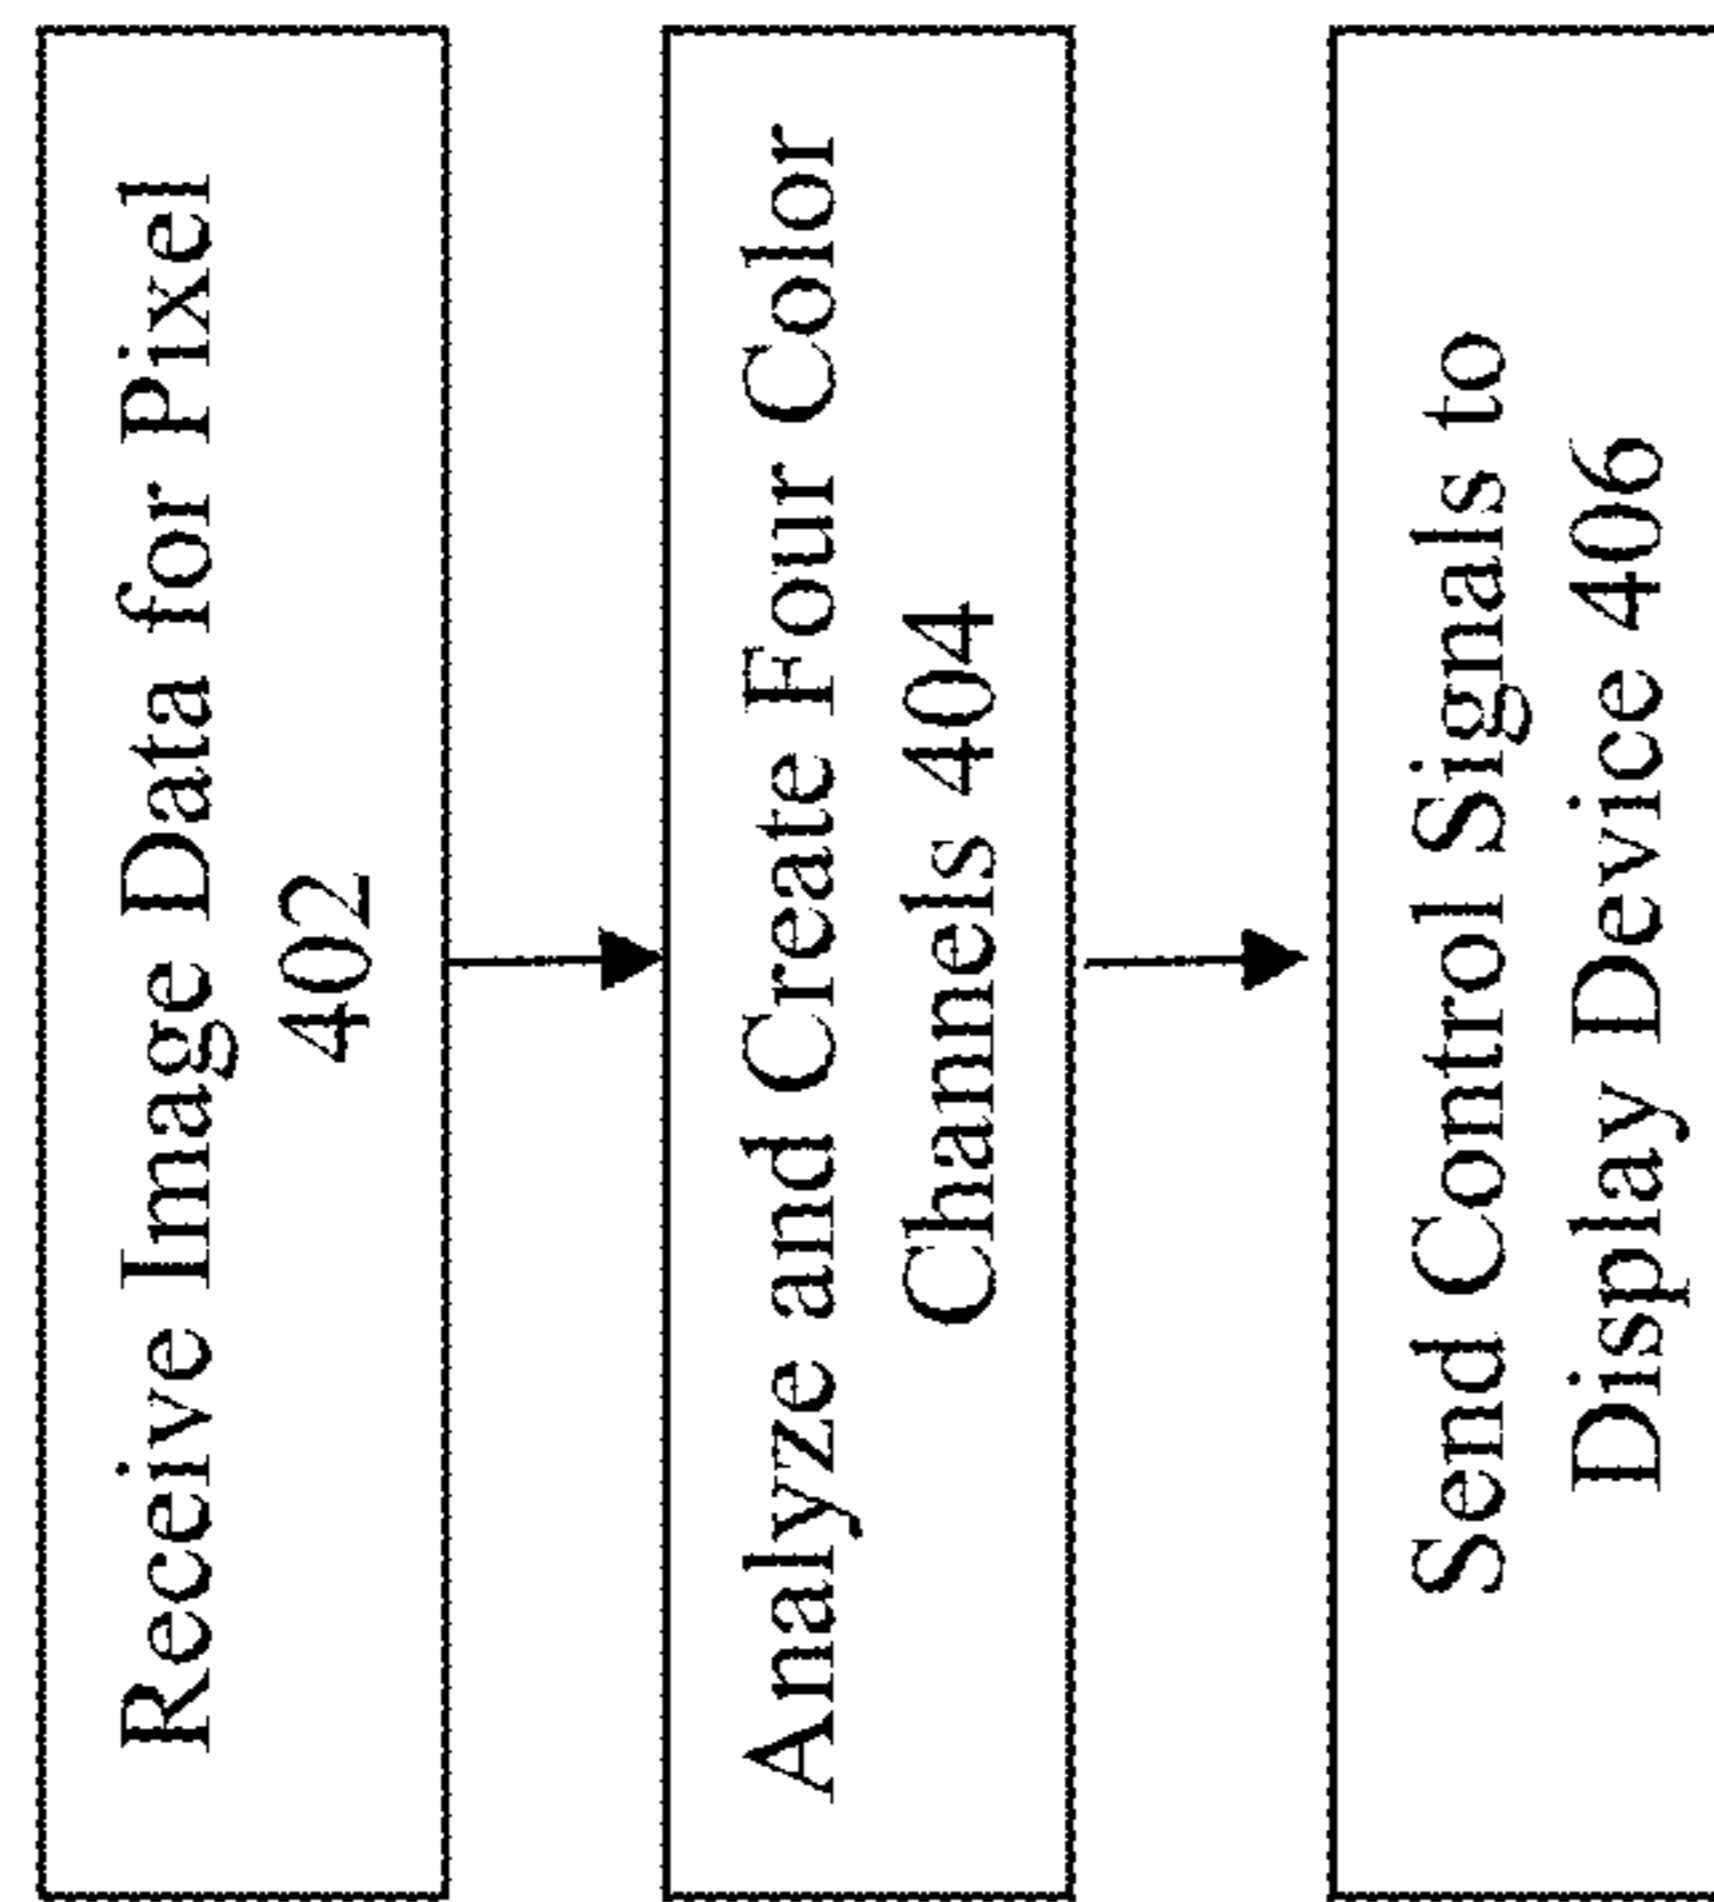 Receive Image Data for Pixel
402
Analyze and Create Four Color
Channels 404
Send Control Signals to
Display Device 406